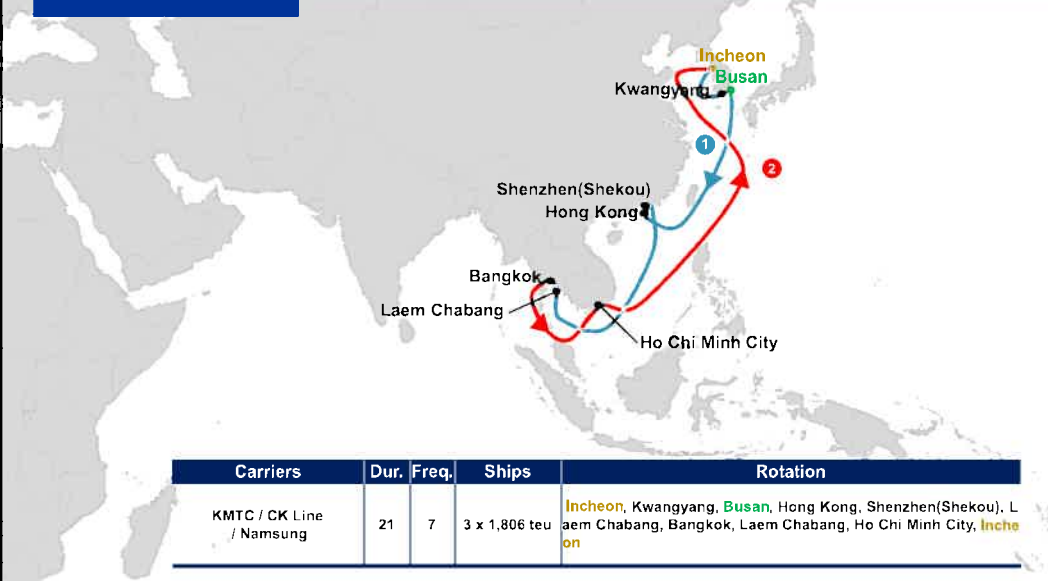 Incheon
Busan
Kwangyang
1
2
Shenzhen(Shekou)
Hong Kong
Bangkok
Laem Chabang
Ho Chi Minh City
Carriers Dur. Freq. Ships Rotation
KMTC / CK Line
/ Namsung
21 7 3 x 1,806 teu
Incheon, Kwangyang, Busan, Hong Kong, Shenzhen(Shekou), L
aem Chabang, Bangkok, Laem Chabang, Ho Chi Minh City, Inche
on